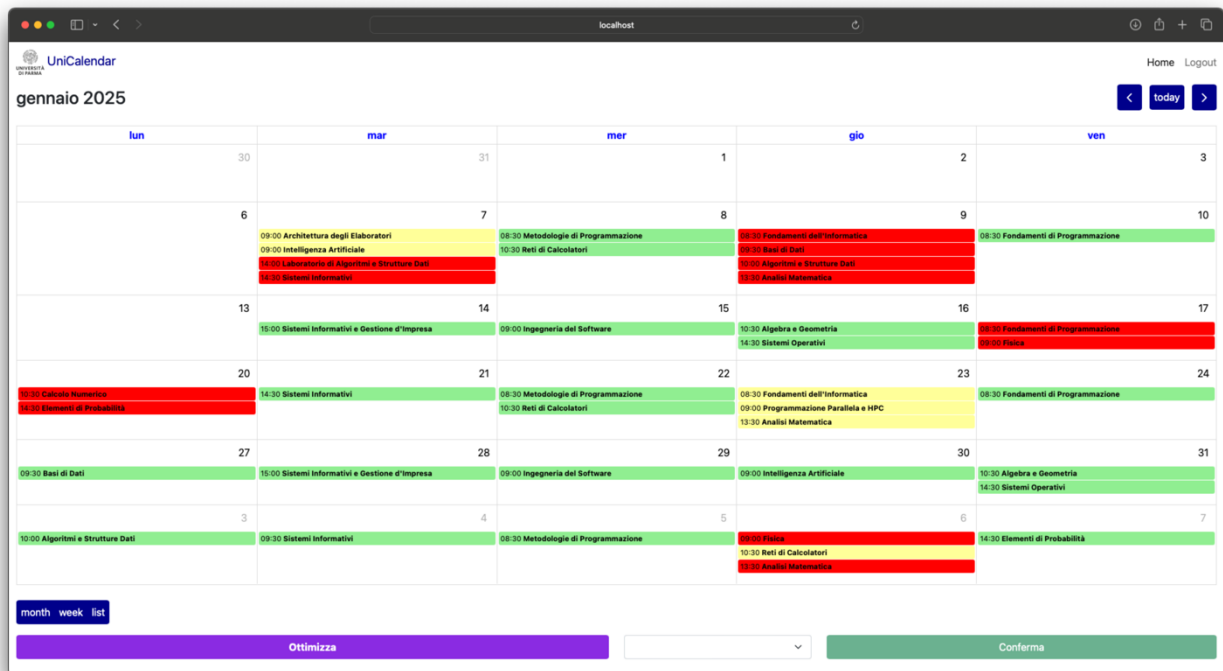 localhost
UNIVERSITÀ
DI PARMA
UniCalendar
Home Logout
gennaio 2025
today
lun mar mer gio ven
30 31 1 2 3
6 7 8 9 10
09:00 Architettura degli Elaboratori
09:00 Intelligenza Artificiale
14:00 Laboratorio di Algoritmi e Strutture Dati
14:30 Sistemi Informativi
08:30 Metodologie di Programmazione
10:30 Reti di Calcolatori
08:30 Fondamenti dell'Informatica
09:30 Basi di Dati
10:00 Algoritmi e Strutture Dati
13:30 Analisi Matematica
08:30 Fondamenti di Programmazione
13 14 15 16 17
15:00 Sistemi Informativi e Gestione d'Impresa
09:00 Ingegneria del Software
10:30 Algebra e Geometria
14:30 Sistemi Operativi
08:30 Fondamenti di Programmazione
09:00 Fisica
20 21 22 23 24
10:30 Calcolo Numerico
14:30 Elementi di Probabilità
14:30 Sistemi Informativi
08:30 Metodologie di Programmazione
10:30 Reti di Calcolatori
08:30 Fondamenti dell'Informatica
09:00 Programmazione Parallela e HPC
13:30 Analisi Matematica
08:30 Fondamenti di Programmazione
27 28 29 30 31
09:30 Basi di Dati
15:00 Sistemi Informativi e Gestione d'Impresa
09:00 Ingegneria del Software
09:00 Intelligenza Artificiale
10:30 Algebra e Geometria
14:30 Sistemi Operativi
3 4 5 6 7
10:00 Algoritmi e Strutture Dati
09:30 Sistemi Informativi
08:30 Metodologie di Programmazione
09:00 Fisica
10:30 Reti di Calcolatori
13:30 Analisi Matematica
14:30 Elementi di Probabilità
month week list
Ottimizza
Conferma